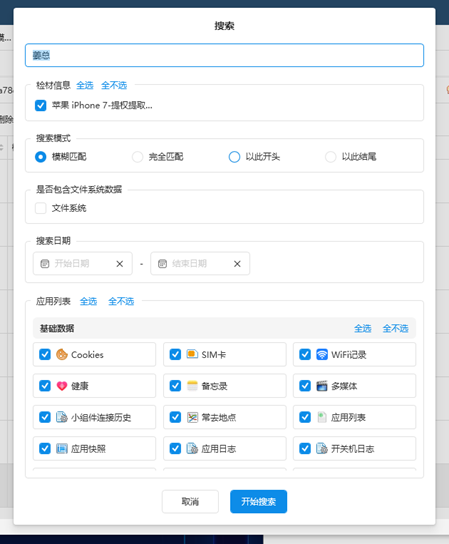 搜索
姜总
检材信息 全选 全不选
苹果 iPhone 7-提权提取...
搜索模式
模糊匹配 完全匹配 以此开头 以此结尾
是否包含文件系统数据
文件系统
搜索日期
开始日期 - 结束日期
应用列表 全选 全不选
基础数据 全选 全不选
Cookies SIM卡 WiFi记录
健康 备忘录 多媒体
小组件连接历史 常去地点 应用列表
应用快照 应用日志 开关机日志
取消 开始搜索